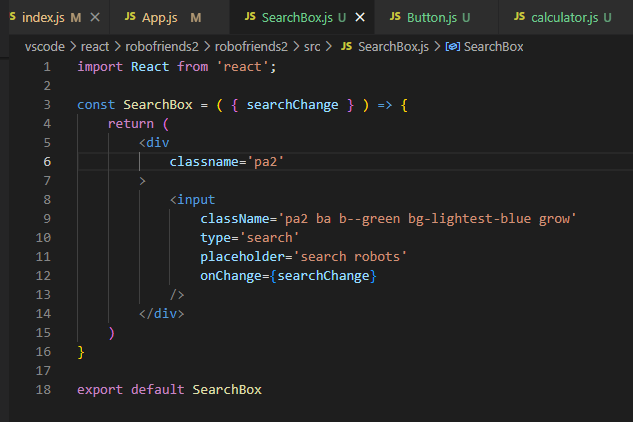 JS index.js M × JS App.js M JS SearchBox.js U × JS Button.js U JS calculator.js U
vscode > react > robofriends2 > robofriends2 > src > JS SearchBox.js > SearchBox
1 import React from 'react';
2
3 const SearchBox = ( { searchChange } ) => {
4 return (
5 <div
6 classname='pa2'
7 >
8 <input
9 className='pa2 ba b--green bg-lightest-blue grow'
10 type='search'
11 placeholder='search robots'
12 onChange={searchChange}
13 />
14 </div>
15 )
16 }
17
18 export default SearchBox